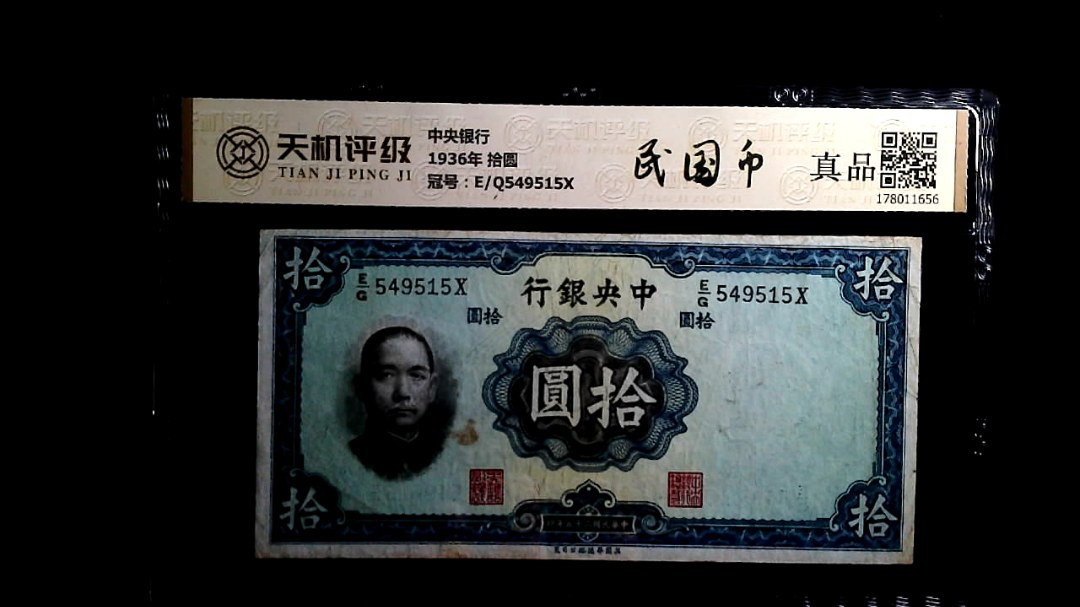 天机评级
TIAN JI PING JI
中央银行
1936年 拾圆
冠号：E/Q549515X
民国币
真品
178011656
拾
拾
E/G 549515X
行銀央中
E/G 549515X
圓拾
圓拾
圓拾
拾
拾